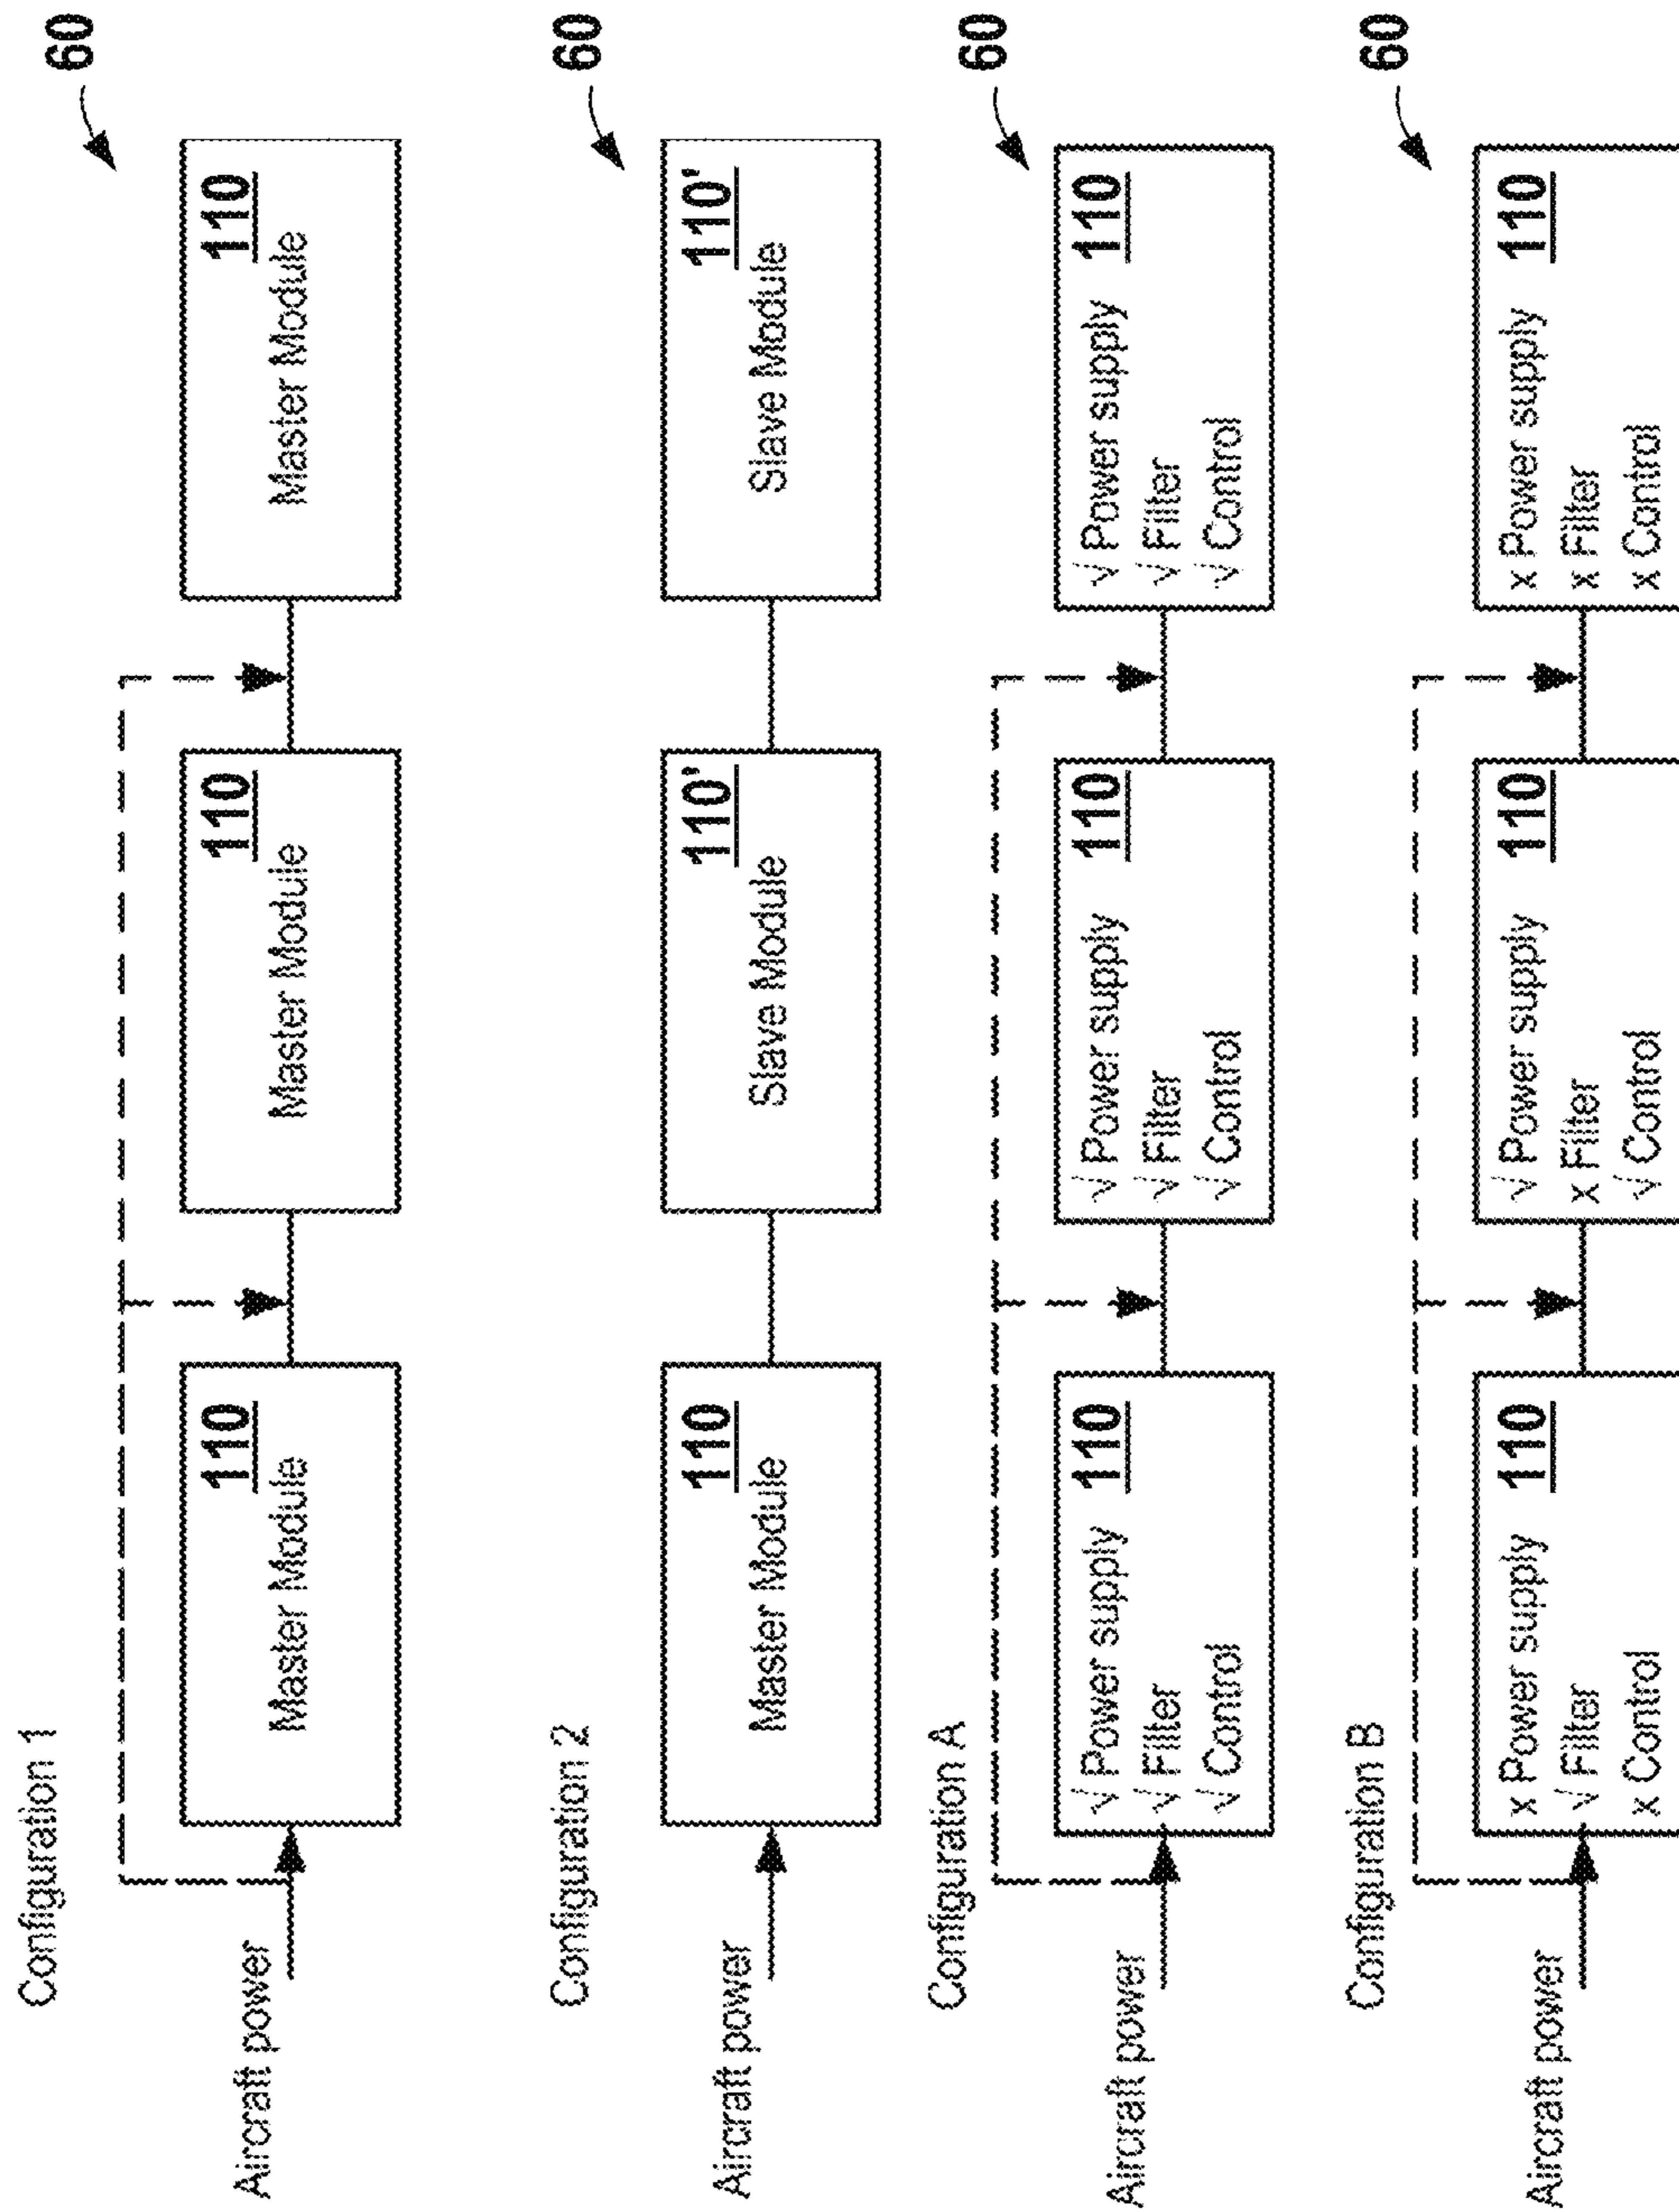 Configuration 1
60
Aircraft power
110
Master Module
110
Master Module
110
Master Module
Configuration 2
60
Aircraft power
110
Master Module
110'
Slave Module
110'
Slave Module
Configuration A
60
Aircraft power
√ Power supply 110
√ Filter
√ Control
√ Power supply 110
√ Filter
√ Control
√ Power supply 110
√ Filter
√ Control
Configuration B
60
Aircraft power
x Power supply 110
√ Filter
x Control
√ Power supply 110
x Filter
√ Control
x Power supply 110
x Filter
x Control